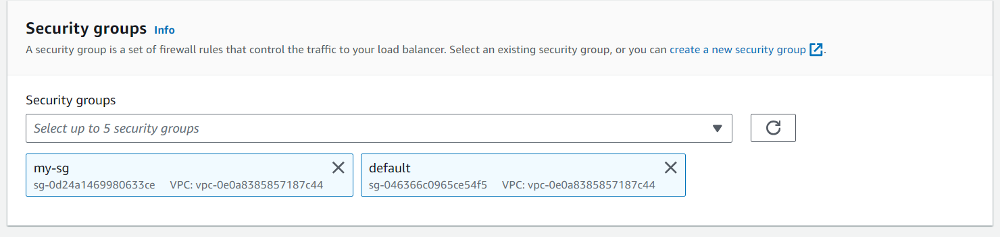 Security groups Info
A security group is a set of firewall rules that control the traffic to your load balancer. Select an existing security group, or you can create a new security group.
Security groups
Select up to 5 security groups
my-sg
sg-0d24a1469980633ce VPC: vpc-0e0a8385857187c44
default
sg-046366c0965ce54f5 VPC: vpc-0e0a8385857187c44